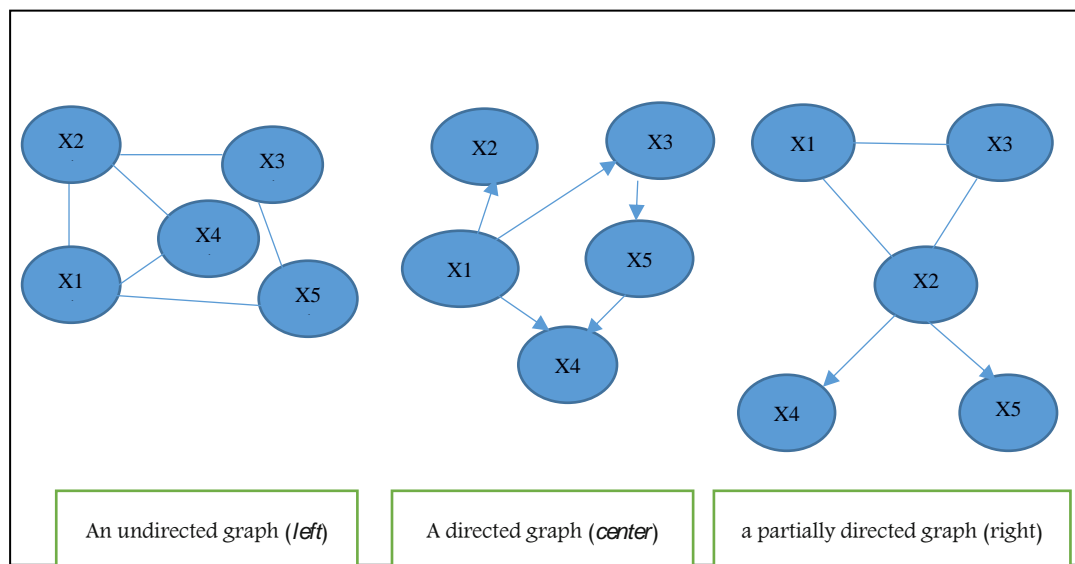 X2
X3
X4
X1
X5
X2
X3
X1
X5
X4
X1
X3
X2
X4
X5
An undirected graph (left)
A directed graph (center)
a partially directed graph (right)